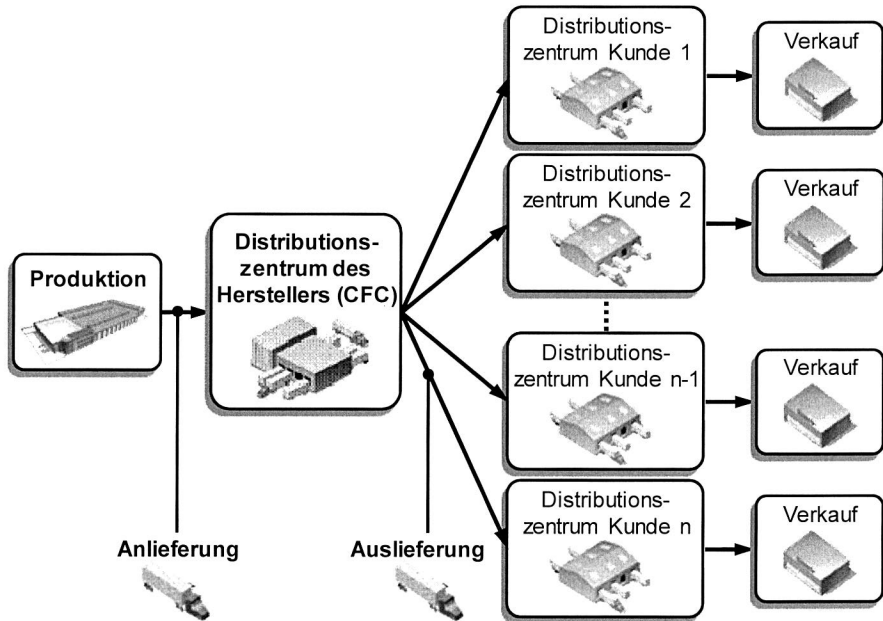 Produktion
Distributions-
zentrum des
Herstellers (CFC)
Anlieferung
Auslieferung
Distributions-
zentrum Kunde 1
Verkauf
Distributions-
zentrum Kunde 2
Verkauf
Distributions-
zentrum Kunde n-1
Verkauf
Distributions-
zentrum Kunde n
Verkauf